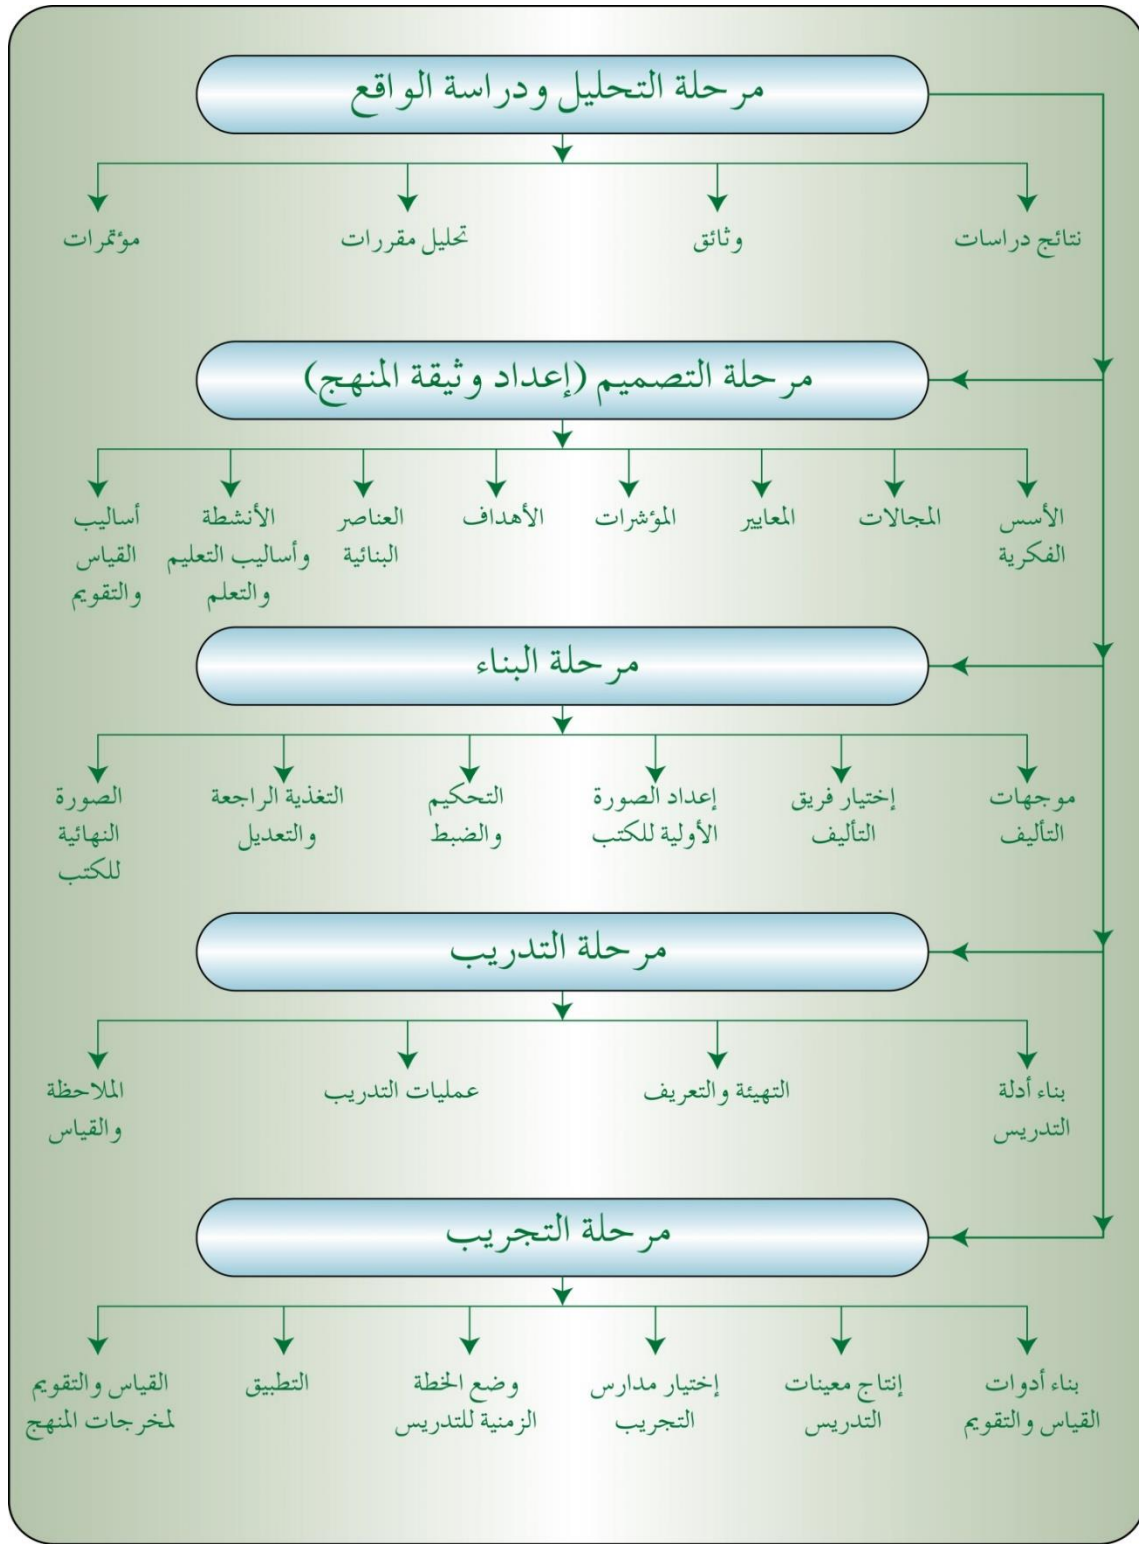 مرحلة التحليل ودراسة الواقع
نتائج دراسات
وثائق
تحليل مقررات
مؤتمرات
مرحلة التصميم (إعداد وثيقة المنهج)
الأسس
الفكرية
المجالات
المعايير
المؤشرات
الأهداف
العناصر
البنائية
الأنشطة
وأساليب التعليم
والتعلم
أساليب
القياس
والتقويم
مرحلة البناء
موجهات
التأليف
إختيار فريق
التأليف
إعداد الصورة
الأولية للكتب
التحكيم
والضبط
التغذية الراجعة
والتعديل
الصورة
النهائية
للكتب
مرحلة التدريب
بناء أدلة
التدريس
التهيئة والتعريف
عمليات التدريب
الملاحظة
والقياس
مرحلة التجريب
بناء أدوات
القياس والتقويم
إنتاج معينات
التدريس
إختيار مدارس
التجريب
وضع الخطة
الزمنية للتدريس
التطبيق
القياس والتقويم
لمخرجات المنهج